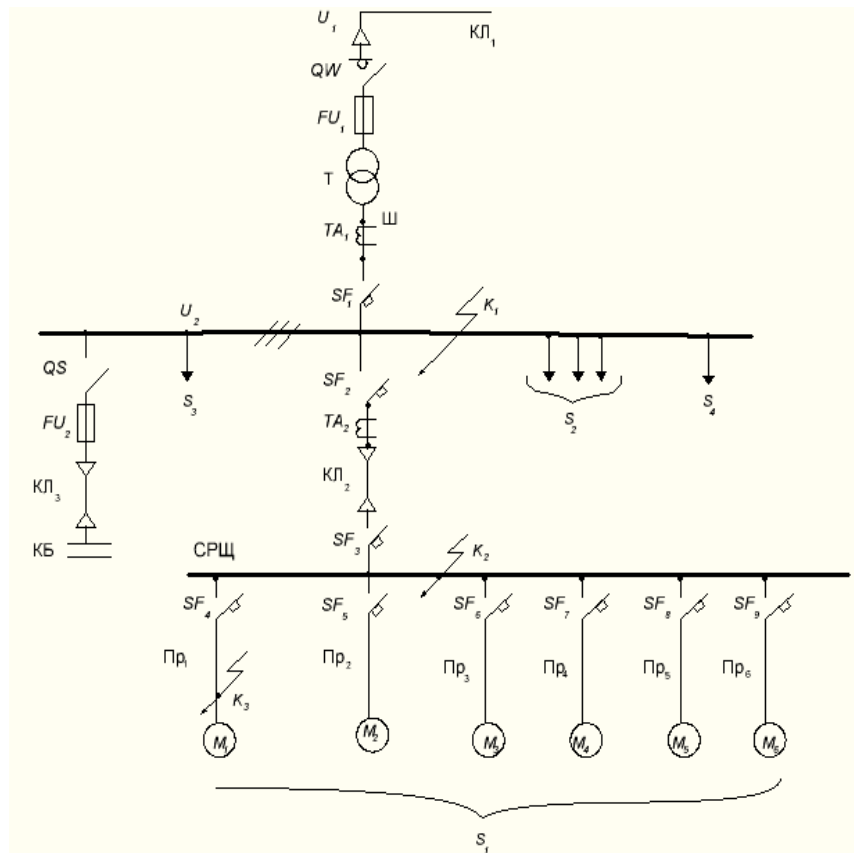 U₁
КЛ₁
QW
FU₁
Т
Ш
TA₁
SF₁
K₁
U₂
QS
S₃
SF₂
S₂
S₄
FU₂
TA₂
КЛ₂
КЛ₃
КБ
СРЩ
SF₃
K₂
SF₄ SF₅ SF₆ SF₇ SF₈ SF₉
Пр₁ Пр₂ Пр₃ Пр₄ Пр₅ Пр₆
K₃
M₁ M₂ M₃ M₄ M₅ M₆
S₁